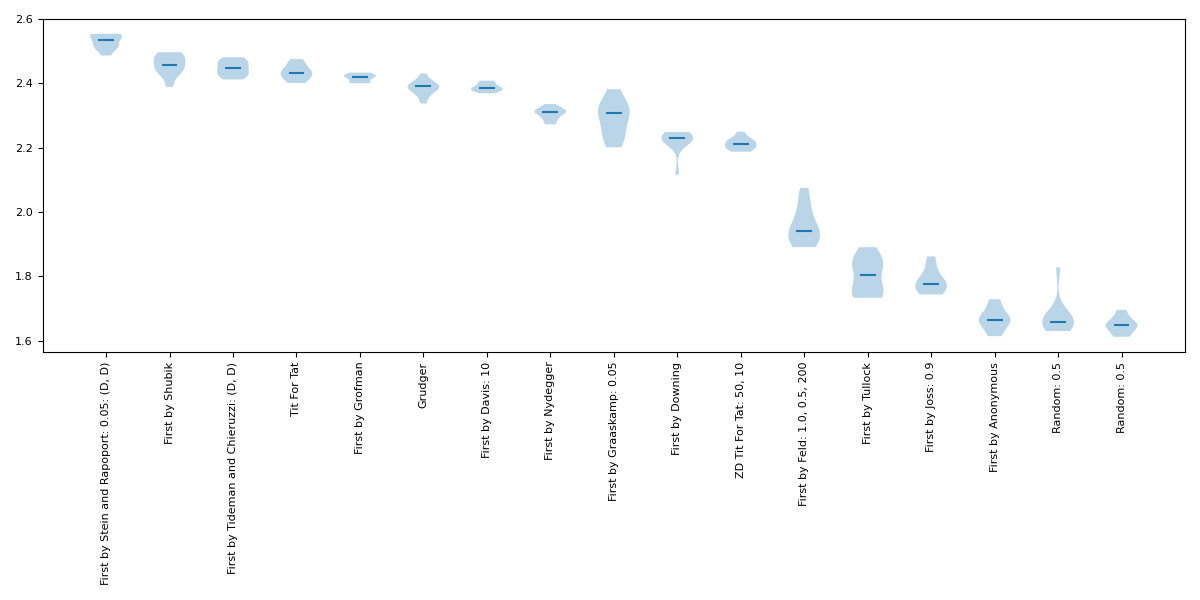 2.6
2.4
2.2
2.0
1.8
1.6
First by Stein and Rapoport: 0.05: (D, D)
First by Shubik
First by Tideman and Chieruzzi: (D, D)
Tit For Tat
First by Grofman
Grudger
First by Davis: 10
First by Nydegger
First by Graaskamp: 0.05
First by Downing
ZD Tit For Tat: 50, 10
First by Feld: 1.0, 0.5, 200
First by Tullock
First by Joss: 0.9
First by Anonymous
Random: 0.5
Random: 0.5